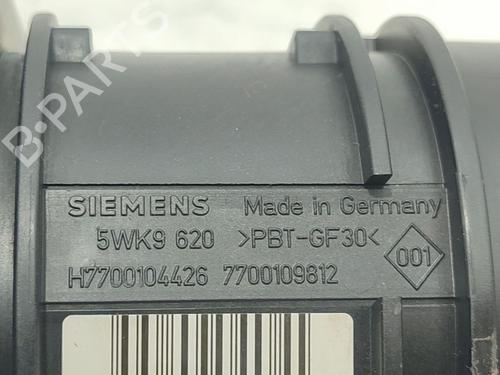 B-PARTS
SIEMENS Made in Germany
5WK9 620 >PBT-GF30<
001
H7700104426 7700109812